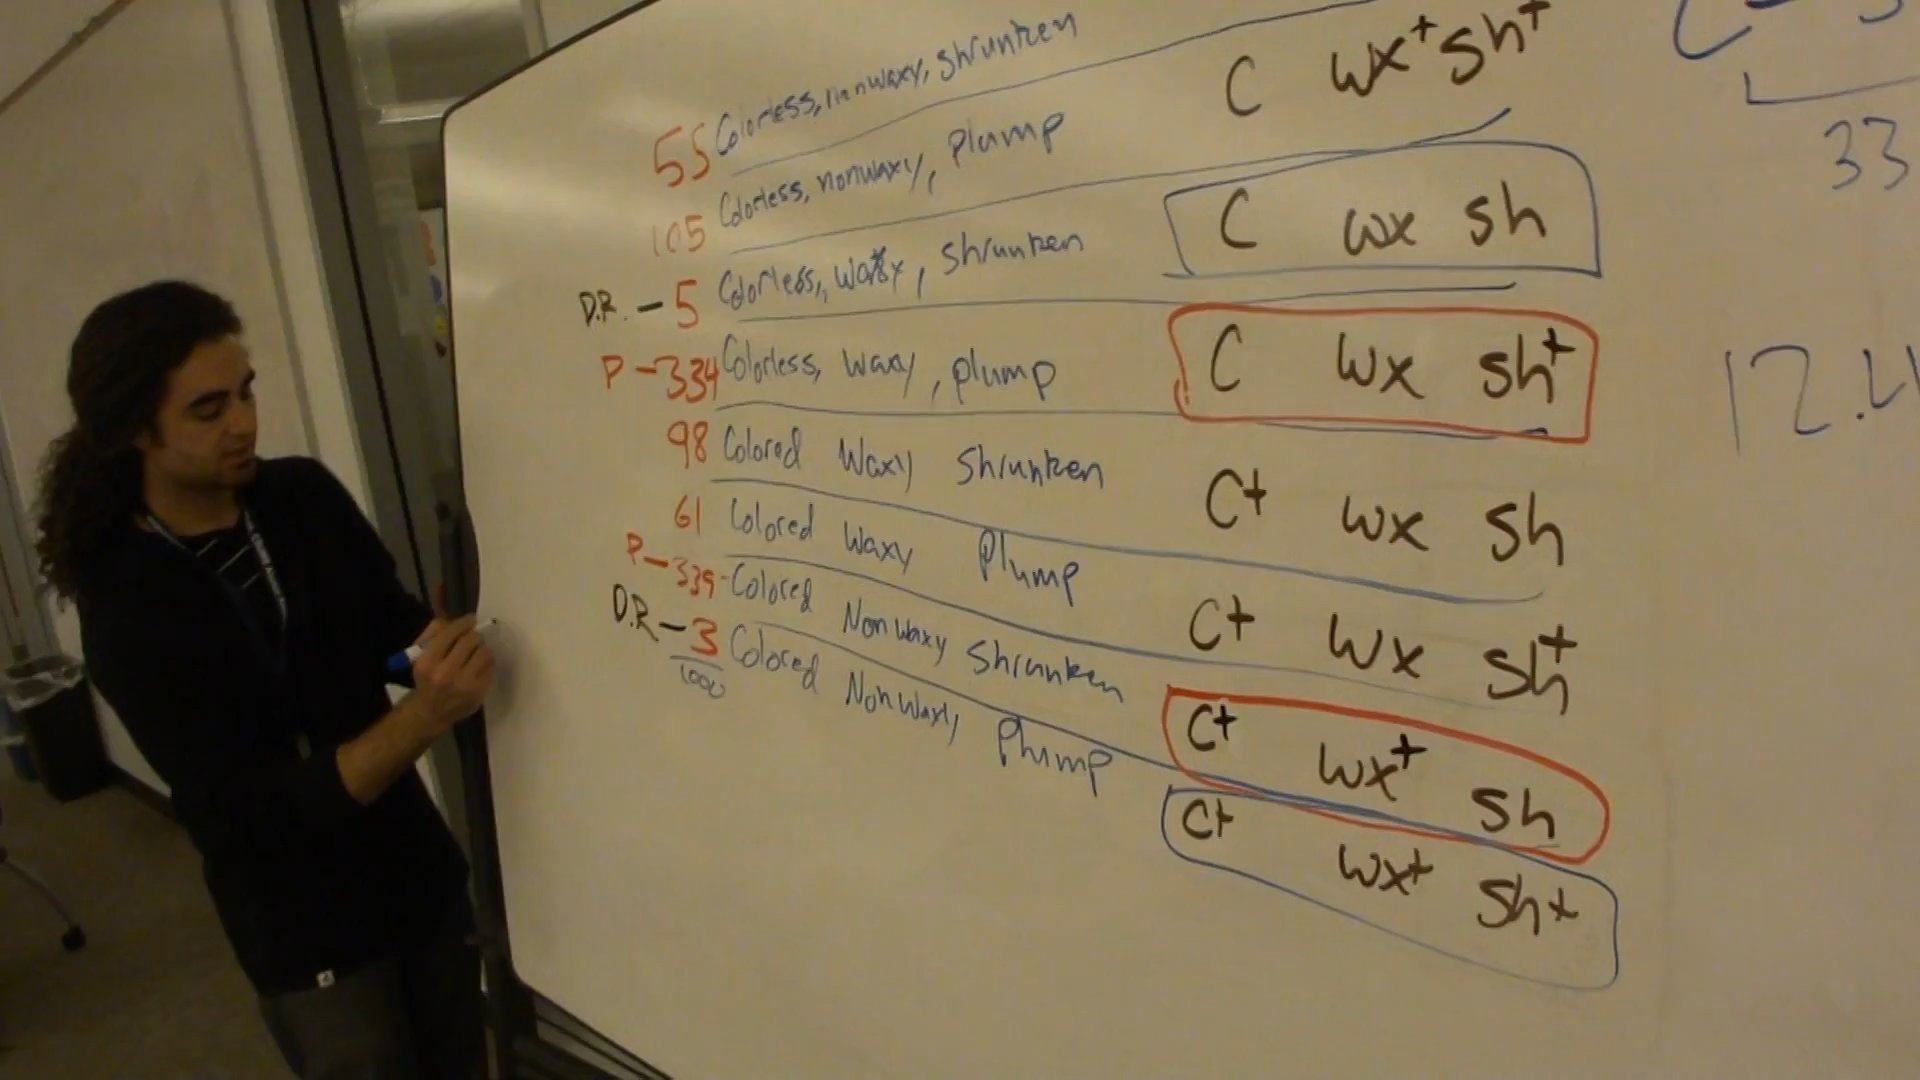 55 Colorless, nonwaxy, shrunken
C wx+ sh+
105 Colorless, nonwaxy, plump
C wx sh
D.R. - 5 Colorless, waxy, shrunken
P - 334 Colorless, waxy, plump
C wx sh+
98 Colored Waxy Shrunken
C+ wx sh
61 Colored Waxy Plump
C+ wx sh+
P - 339 - Colored Nonwaxy Shrunken
C+ wx+ sh
D.R - 3 Colored Nonwaxy Plump
C+ wx+ sh+
1000
33
12.4